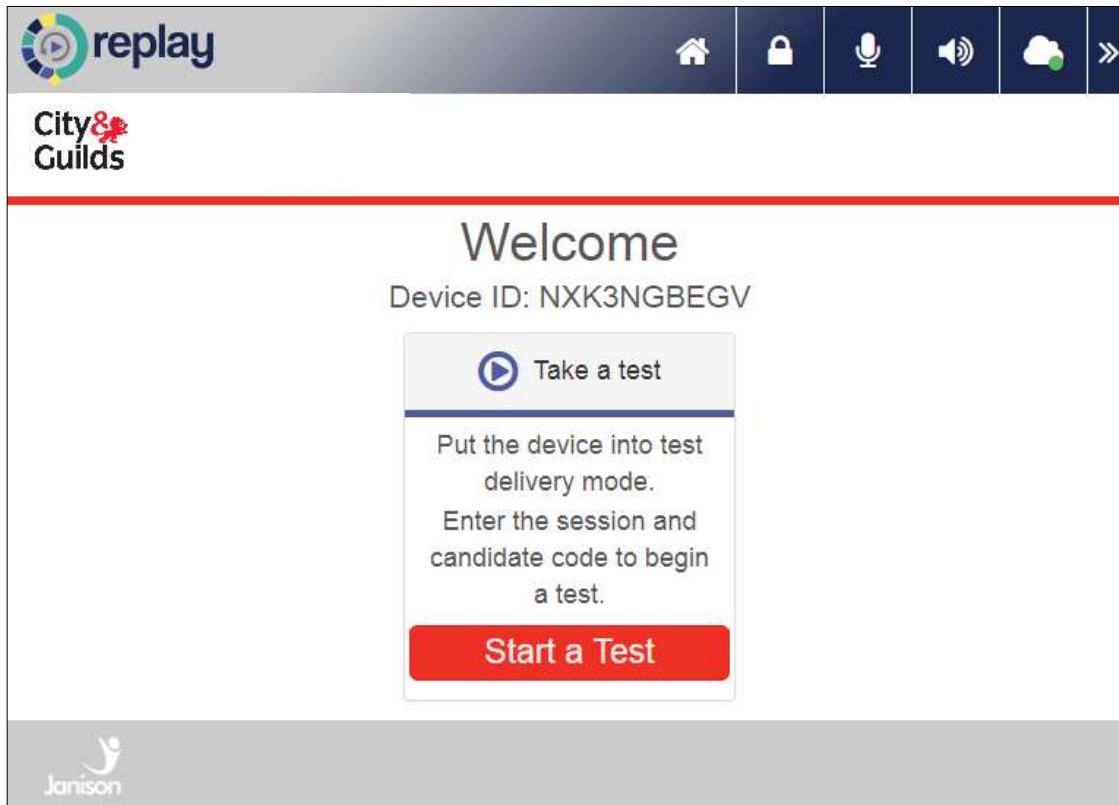 replay
City&
Guilds
Welcome
Device ID: NXK3NGBEGV
Take a test
Put the device into test
delivery mode.
Enter the session and
candidate code to begin
a test.
Start a Test
Janison